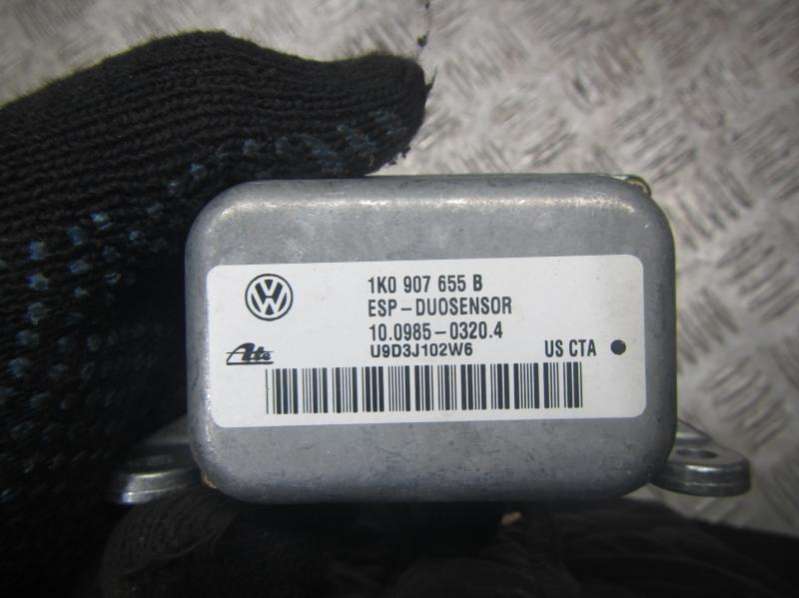 1K0 907 655 B
ESP-DUOSENSOR
10.0985-0320.4
U9D3J102W6
Ate US CTA